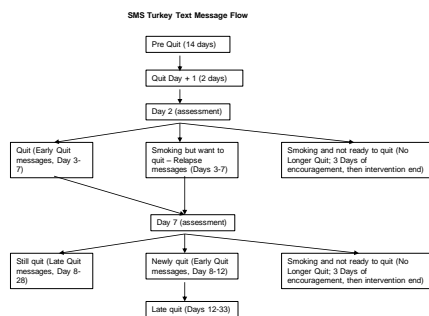 SMS Turkey Text Message Flow
Pre Quit (14 days)
Quit Day + 1 (2 days)
Day 2 (assessment)
Quit (Early Quit
messages, Day 3-
7)
Smoking but want to
quit – Relapse
messages (Days 3-7)
Smoking and not ready to quit (No
Longer Quit; 3 Days of
encouragement, then intervention end)
Day 7 (assessment)
Still quit (Late Quit
messages, Day 8-
28)
Newly quit (Early Quit
messages, Day 8-12)
Smoking and not ready to quit (No
Longer Quit; 3 Days of
encouragement, then intervention end)
Late quit (Days 12-33)